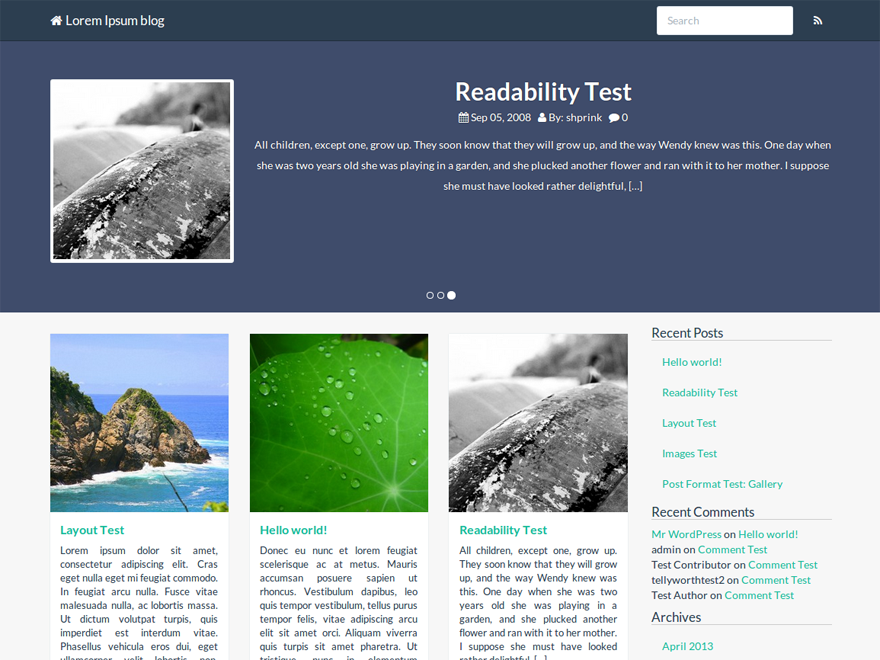 Lorem Ipsum blog
Search
Readability Test
Sep 05, 2008 By: shprink 0
All children, except one, grow up. They soon know that they will grow up, and the way Wendy knew was this. One day when
she was two years old she was playing in a garden, and she plucked another flower and ran with it to her mother. I suppose
she must have looked rather delightful, [...]
Layout Test
Lorem ipsum dolor sit amet,
consectetur adipiscing elit. Cras
eget nulla eget mi feugiat commodo.
In feugiat arcu nulla. Fusce vitae
malesuada nulla, ac lobortis massa.
Ut dictum volutpat turpis, quis
imperdiet est interdum vitae.
Phasellus vehicula eros dui, eget
ullamcorper velit lobortis non.
Hello world!
Donec eu nunc et lorem feugiat
scelerisque ac at metus. Mauris
accumsan posuere sapien ut
rhoncus. Vestibulum dapibus, leo
quis tempor vestibulum, tellus purus
tempor felis, vitae adipiscing arcu
elit sit amet orci. Aliquam viverra
quis turpis sit amet pharetra. Ut
tristique nunc in elementum
Readability Test
All children, except one, grow up.
They soon know that they will grow
up, and the way Wendy knew was
this. One day when she was two
years old she was playing in a
garden, and she plucked another
flower and ran with it to her mother.
I suppose she must have looked
rather delightful, [...]
Recent Posts
Hello world!
Readability Test
Layout Test
Images Test
Post Format Test: Gallery
Recent Comments
Mr WordPress on Hello world!
admin on Comment Test
Test Contributor on Comment Test
tellyworthtest2 on Comment Test
Test Author on Comment Test
Archives
April 2013